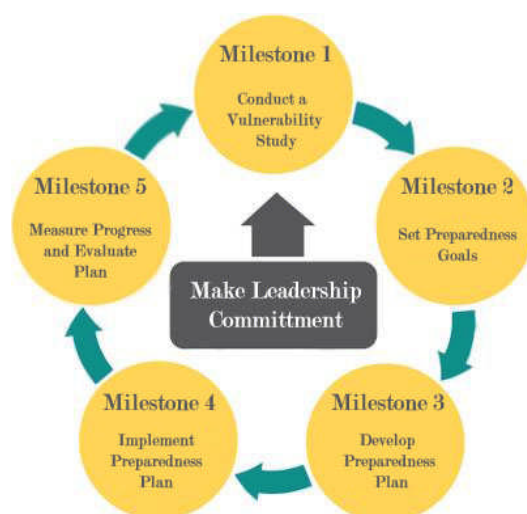 Milestone 1
Conduct a
Vulnerability
Study
Milestone 2
Set Preparedness
Goals
Milestone 3
Develop
Preparedness
Plan
Milestone 4
Implement
Preparedness
Plan
Milestone 5
Measure Progress
and Evaluate
Plan
Make Leadership
Committment